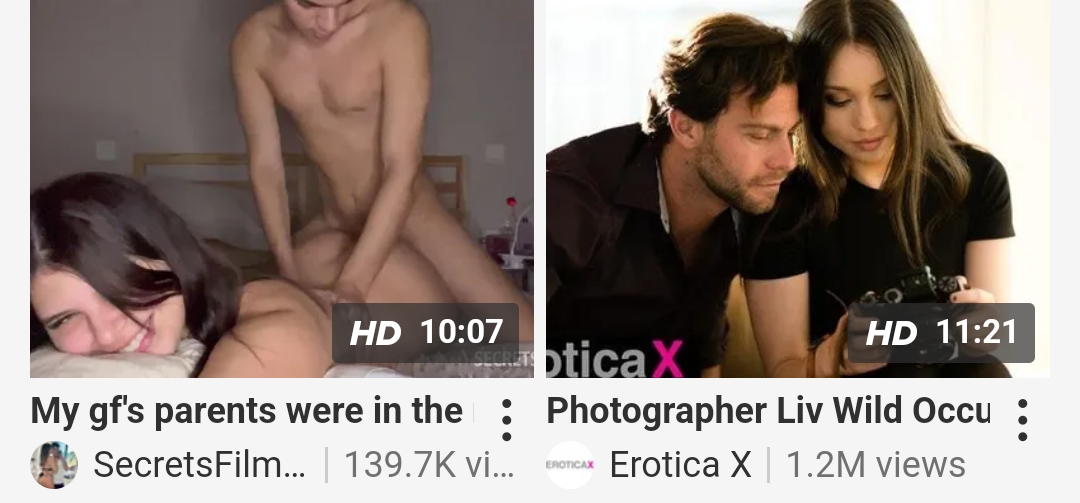 SECRETS
HD 10:07
oticaX
HD 11:21
My gf's parents were in the
SecretsFilm... | 139.7K vi...
Photographer Liv Wild Occu
EROTICAX
Erotica X | 1.2M views